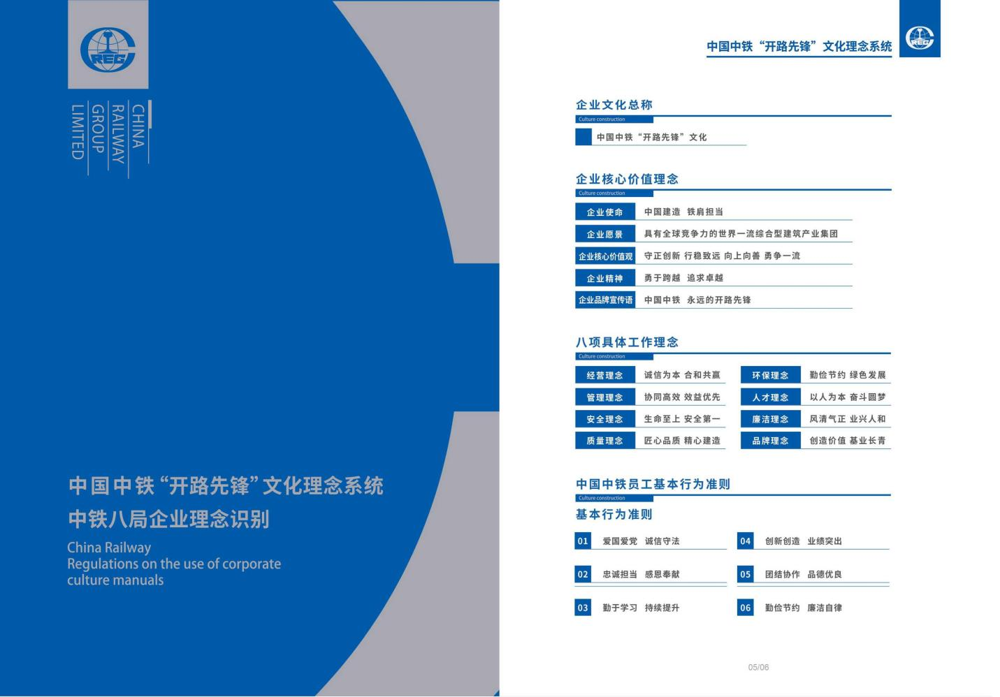 CREG
CHINA
RAILWAY
GROUP
LIMITED
中国中铁“开路先锋”文化理念系统
中铁八局企业理念识别
China Railway
Regulations on the use of corporate
culture manuals
中国中铁“开路先锋”文化理念系统
CREG
企业文化总称
Culture construction
中国中铁“开路先锋”文化
企业核心价值理念
Culture construction
企业使命 中国建造 铁肩担当
企业愿景 具有全球竞争力的世界一流综合型建筑产业集团
企业核心价值观 守正创新 行稳致远 向上向善 勇争一流
企业精神 勇于跨越 追求卓越
企业品牌宣传语 中国中铁 永远的开路先锋
八项具体工作理念
Culture construction
经营理念 诚信为本 合和共赢 环保理念 勤俭节约 绿色发展
管理理念 协同高效 效益优先 人才理念 以人为本 奋斗圆梦
安全理念 生命至上 安全第一 廉洁理念 风清气正 业兴人和
质量理念 匠心品质 精心建造 品牌理念 创造价值 基业长青
中国中铁员工基本行为准则
Culture construction
基本行为准则
01 爱国爱党 诚信守法 04 创新创造 业绩突出
02 忠诚担当 感恩奉献 05 团结协作 品德优良
03 勤于学习 持续提升 06 勤俭节约 廉洁自律
05/06